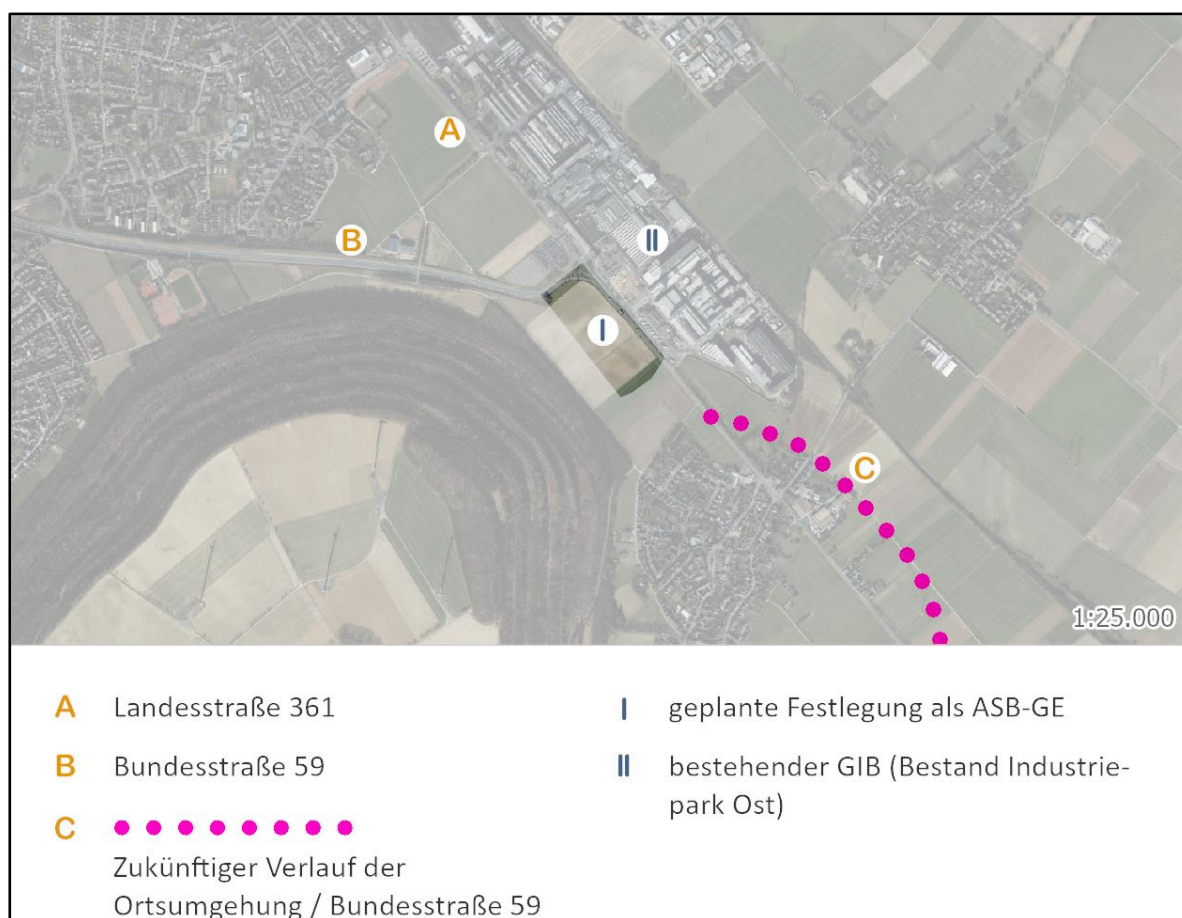 A
B
II
I
C
1:25.000
A Landesstraße 361
B Bundesstraße 59
C
Zukünftiger Verlauf der
Ortsumgehung / Bundesstraße 59
I geplante Festlegung als ASB-GE
II bestehender GIB (Bestand Industrie-
park Ost)